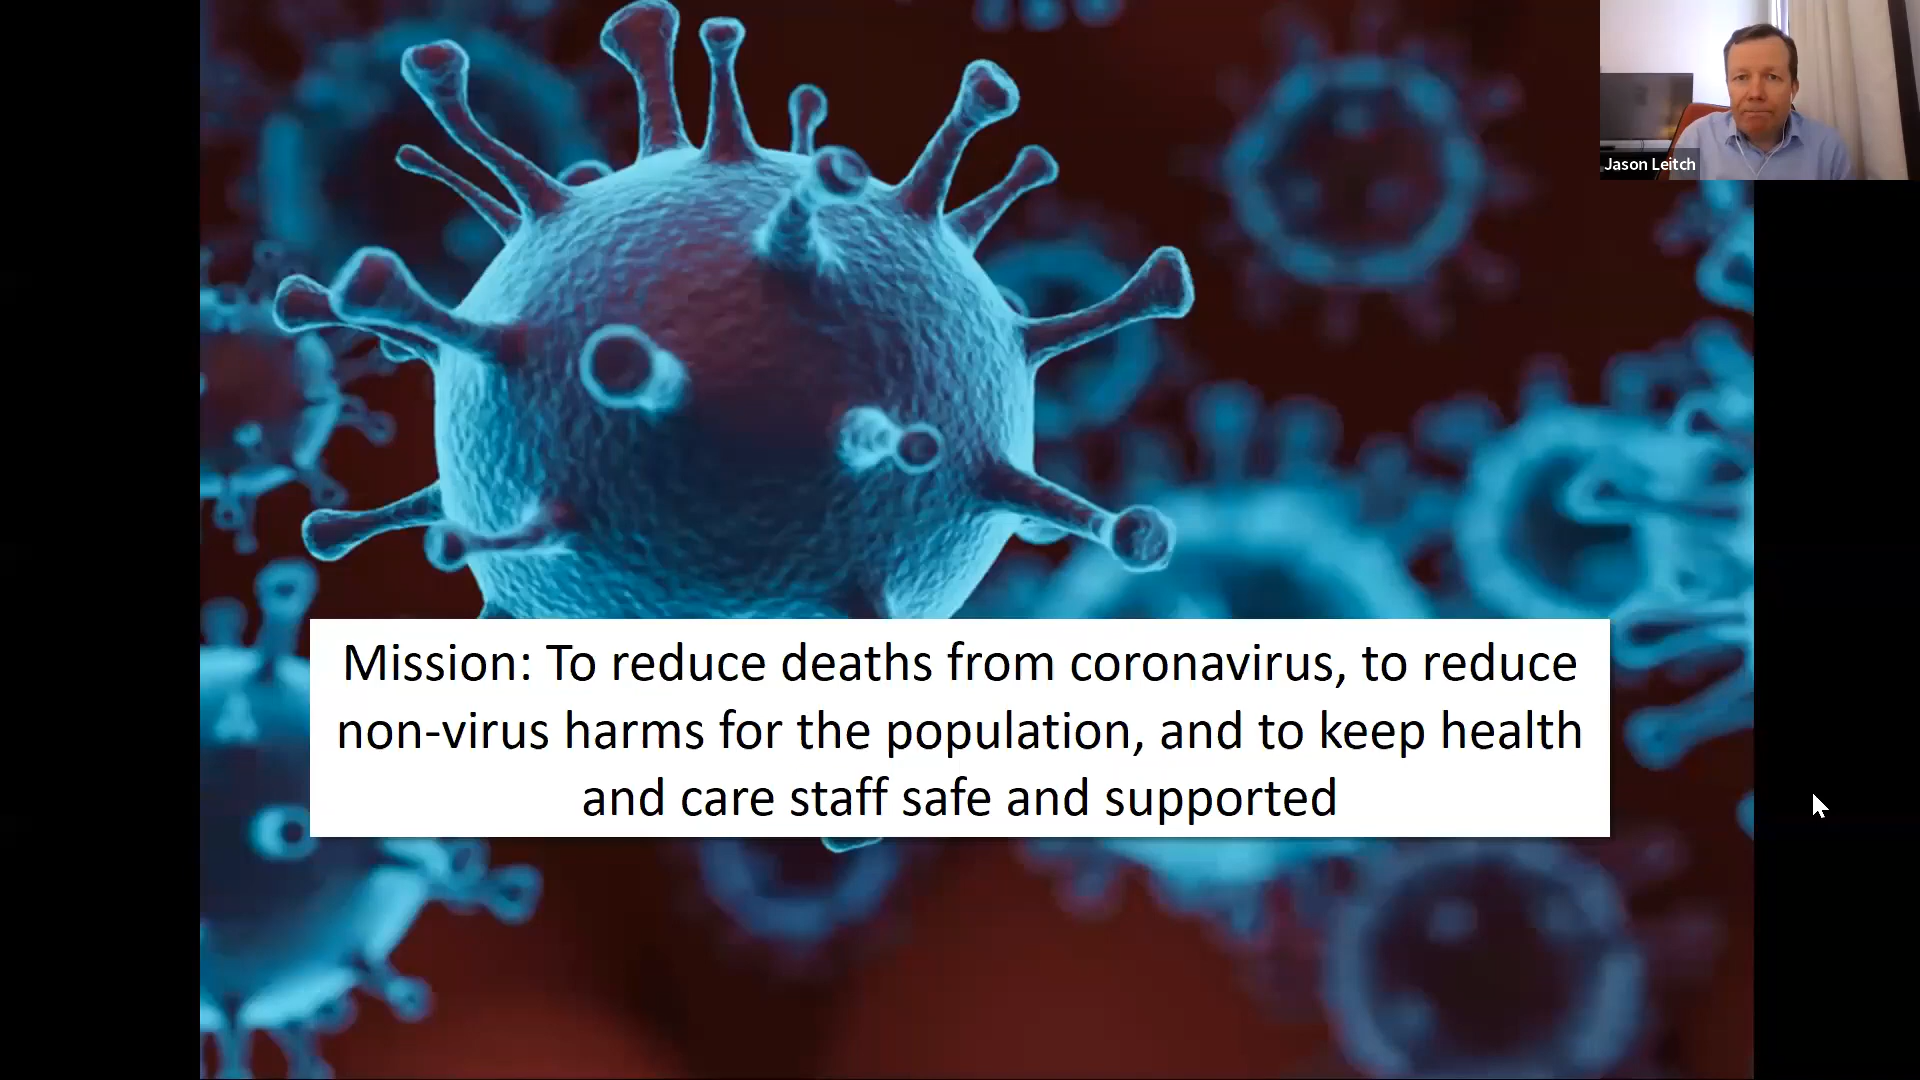 Jason Leitch
Mission: To reduce deaths from coronavirus, to reduce
non-virus harms for the population, and to keep health
and care staff safe and supported